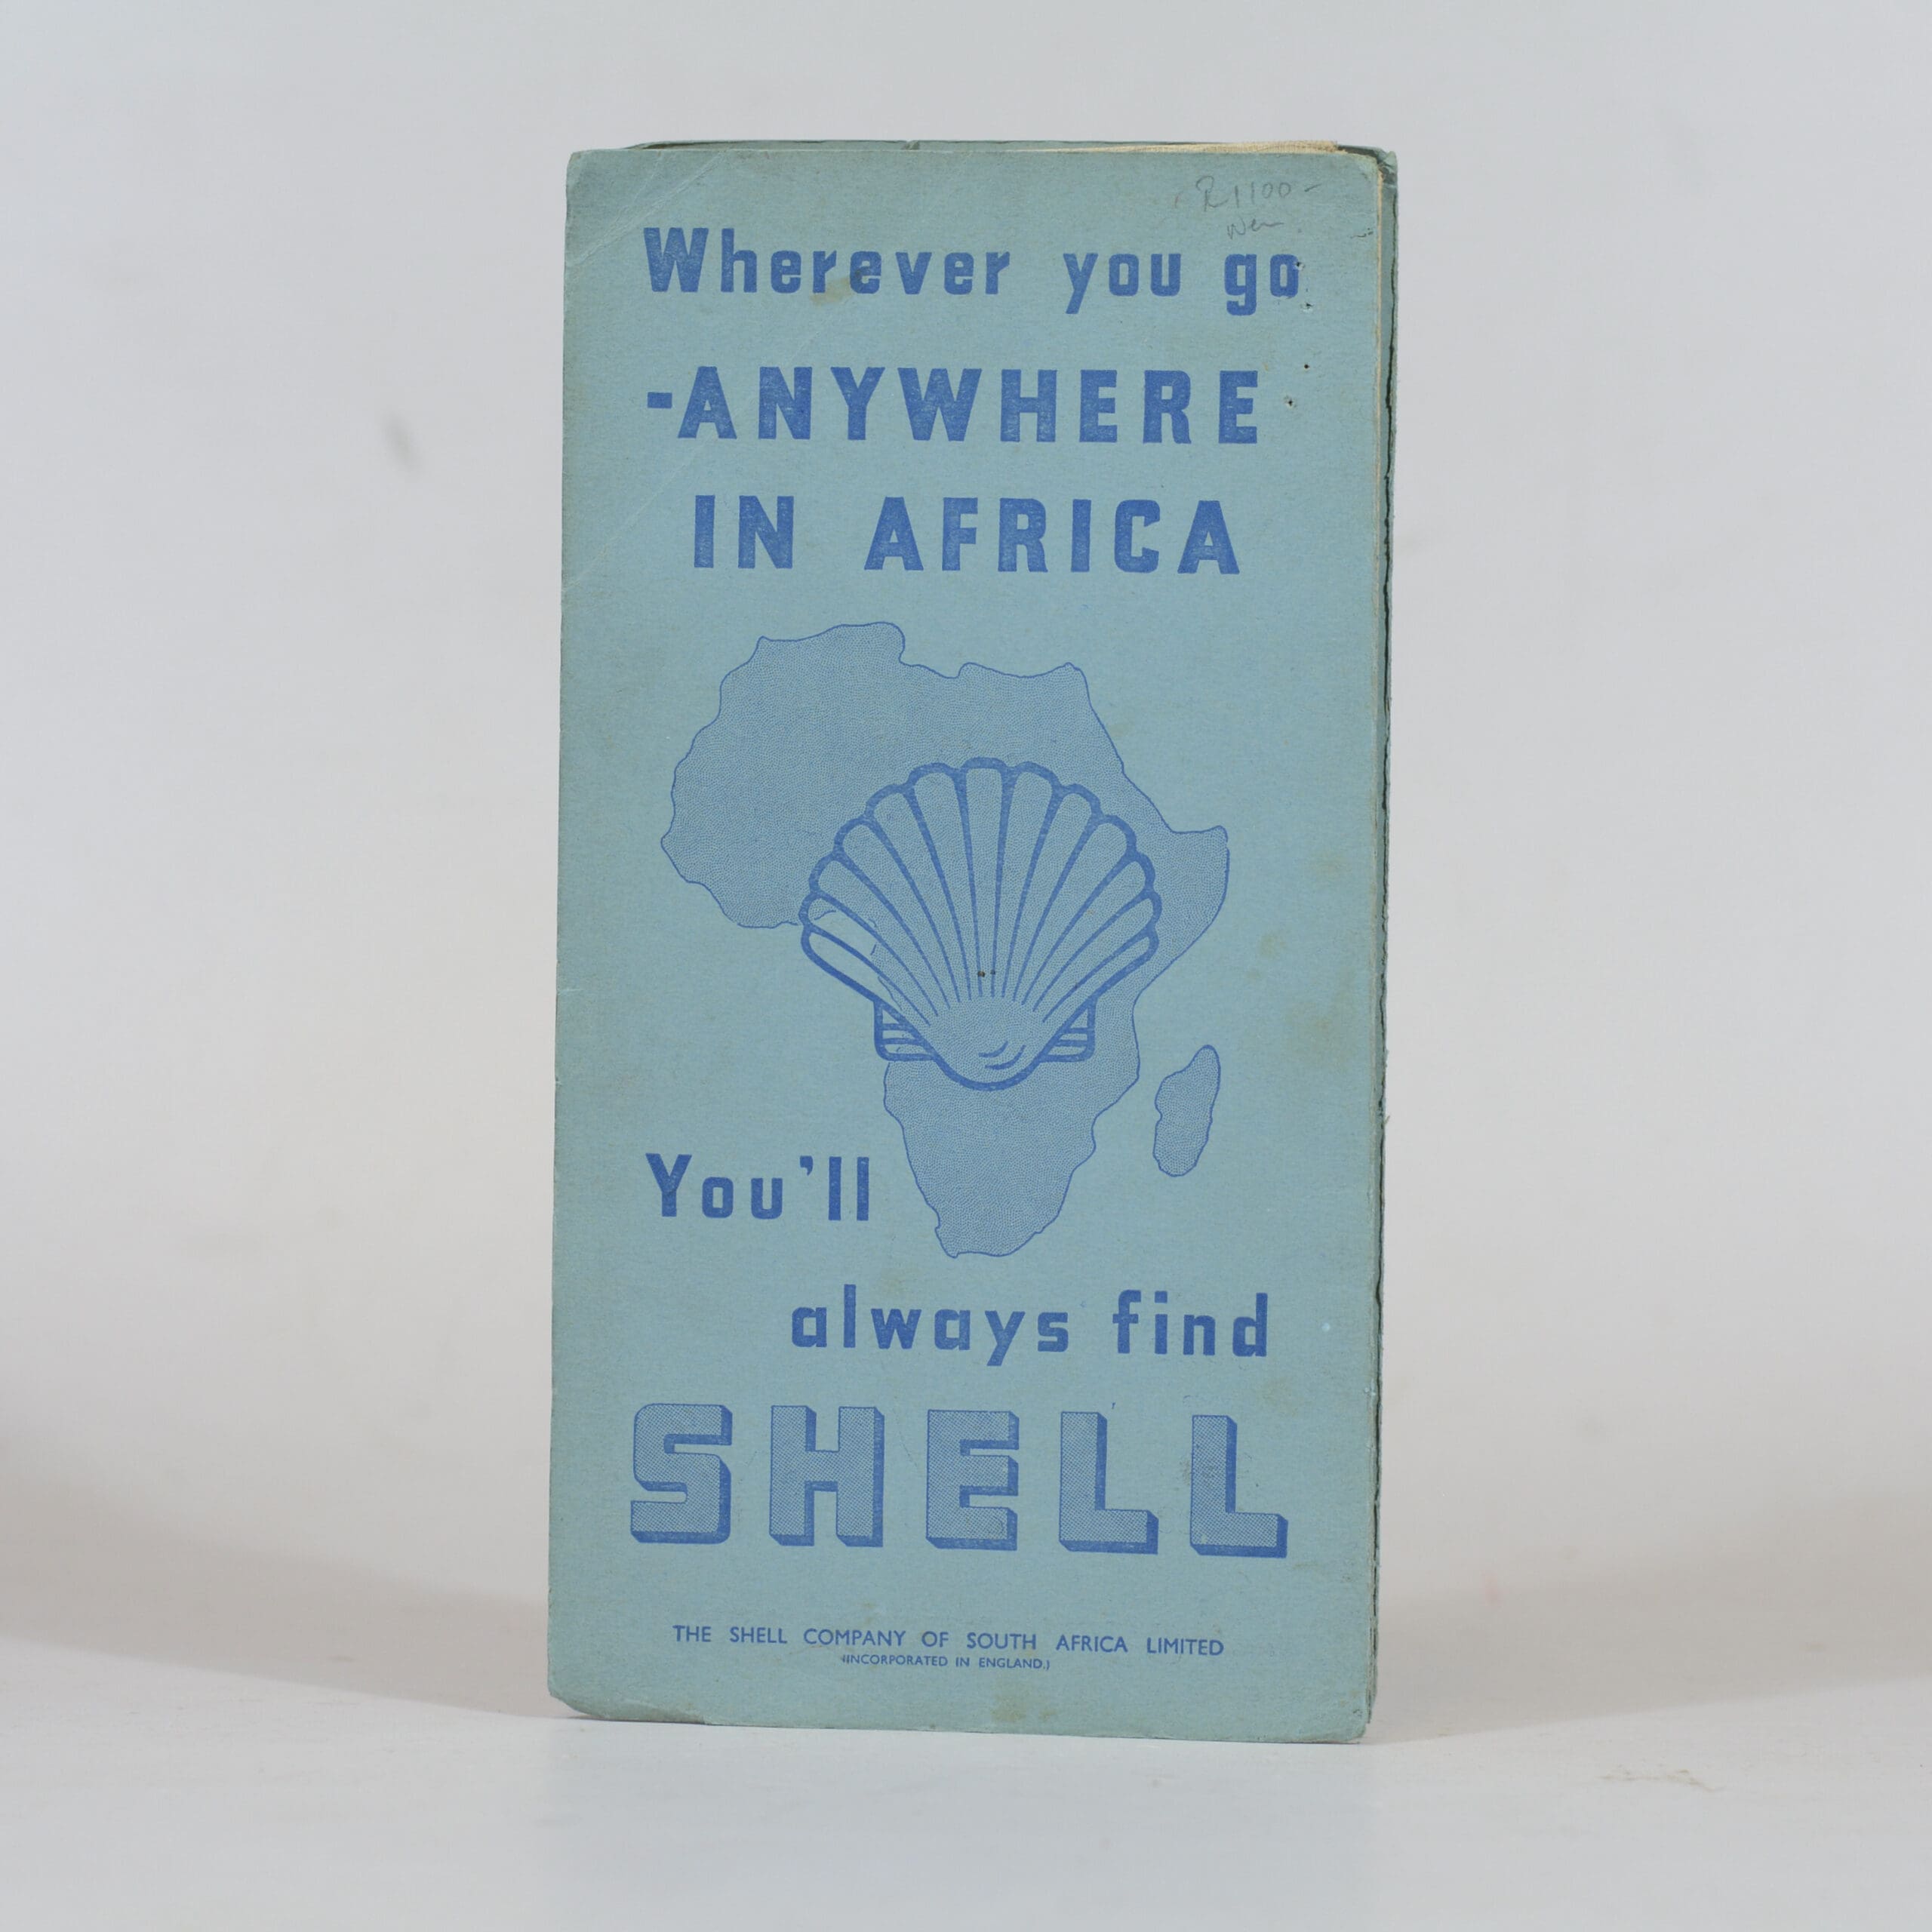 R1100-
Wherever you go
-ANYWHERE
IN AFRICA
You'll
always find
SHELL
THE SHELL COMPANY OF SOUTH AFRICA LIMITED
(INCORPORATED IN ENGLAND.)